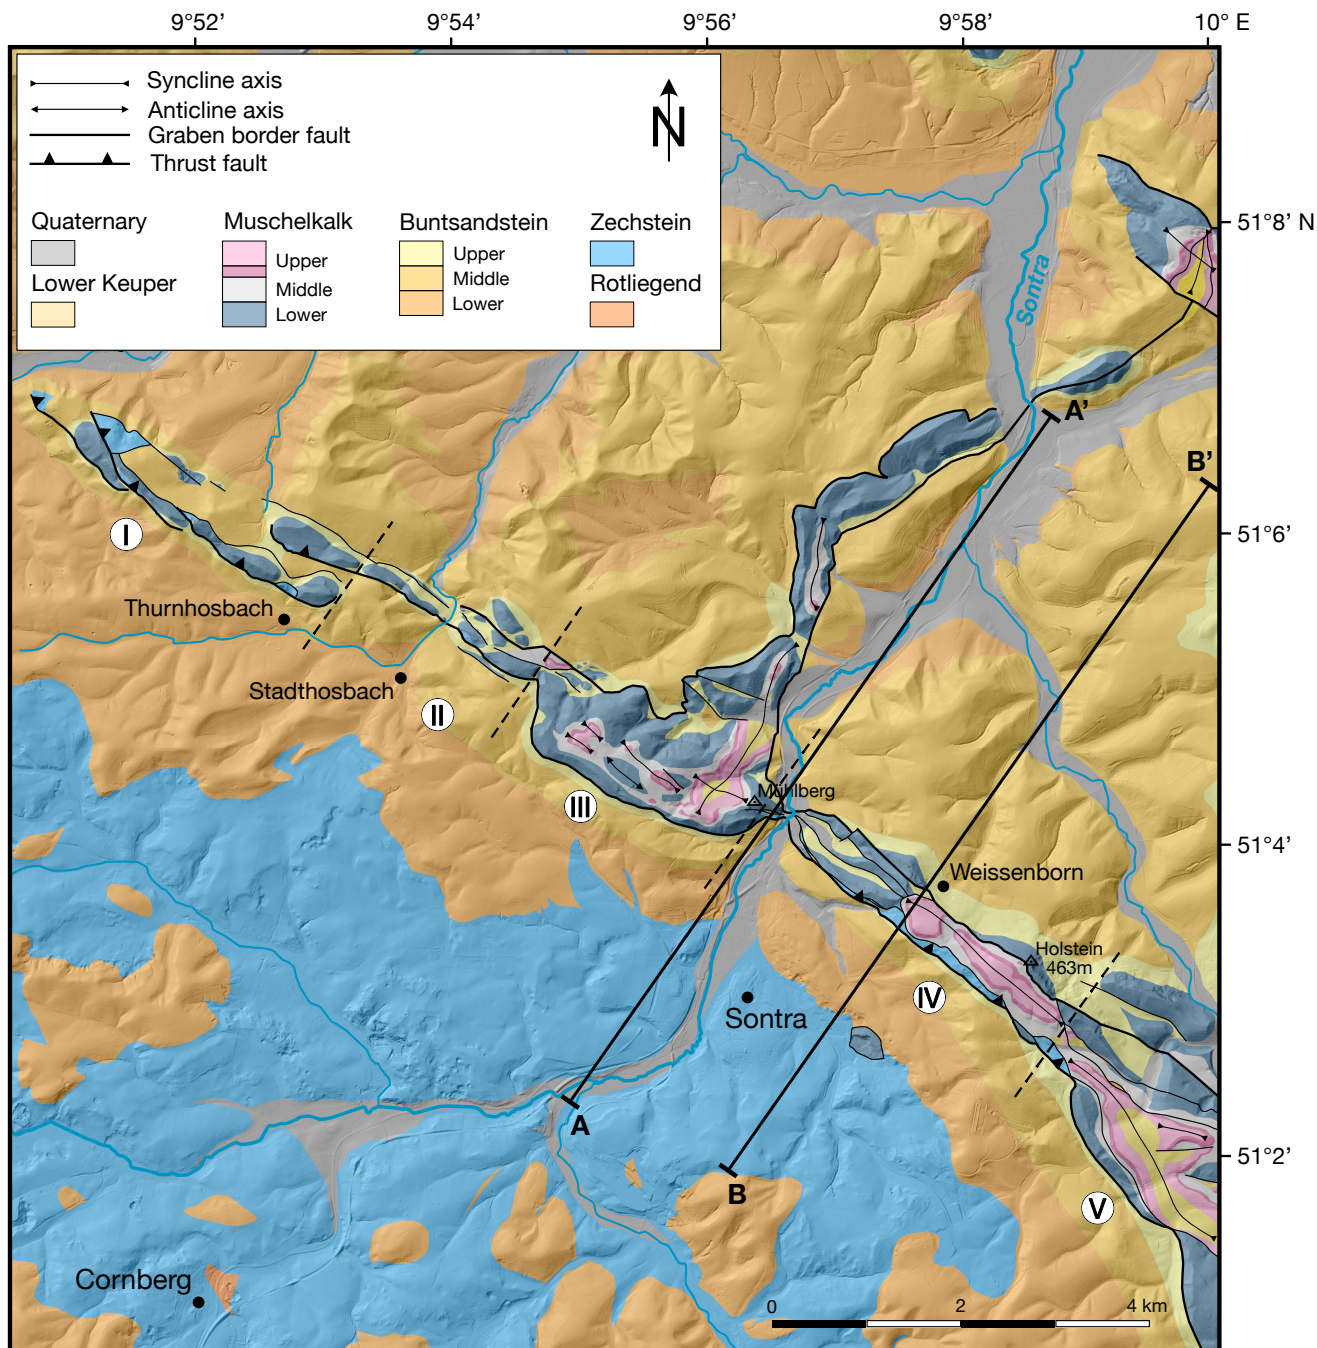 9°52’ 9°54’ 9°56’ 9°58’ 10° E
Syncline axis
Anticline axis
Graben border fault
Thrust fault
N
Quaternary
Lower Keuper
Muschelkalk
Upper
Middle
Lower
Buntsandstein
Upper
Middle
Lower
Zechstein
Rotliegend
51°8’ N
Sontra
A’
B’
51°6’
I
Thurnhosbach
Stadthosbach
II
III
Mühlberg
51°4’
Weissenborn
Holstein
463m
IV
Sontra
A
51°2’
B
V
Cornberg
0 2 4 km